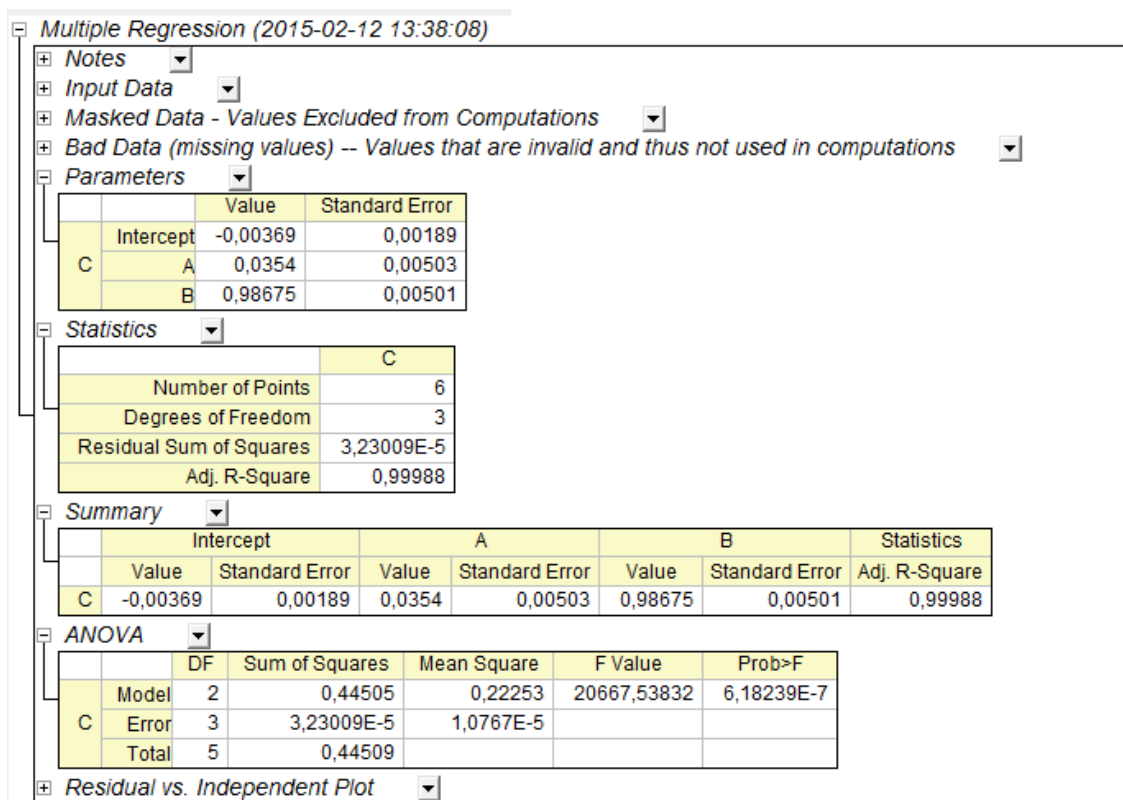 Multiple Regression (2015-02-12 13:38:08)
Notes
Input Data
Masked Data - Values Excluded from Computations
Bad Data (missing values) -- Values that are invalid and thus not used in computations
Parameters
Value Standard Error
Intercept -0,00369 0,00189
C A 0,0354 0,00503
B 0,98675 0,00501
Statistics
C
Number of Points 6
Degrees of Freedom 3
Residual Sum of Squares 3,23009E-5
Adj. R-Square 0,99988
Summary
Intercept A B Statistics
Value Standard Error Value Standard Error Value Standard Error Adj. R-Square
C -0,00369 0,00189 0,0354 0,00503 0,98675 0,00501 0,99988
ANOVA
DF Sum of Squares Mean Square F Value Prob>F
Model 2 0,44505 0,22253 20667,53832 6,18239E-7
C Error 3 3,23009E-5 1,0767E-5
Total 5 0,44509
Residual vs. Independent Plot